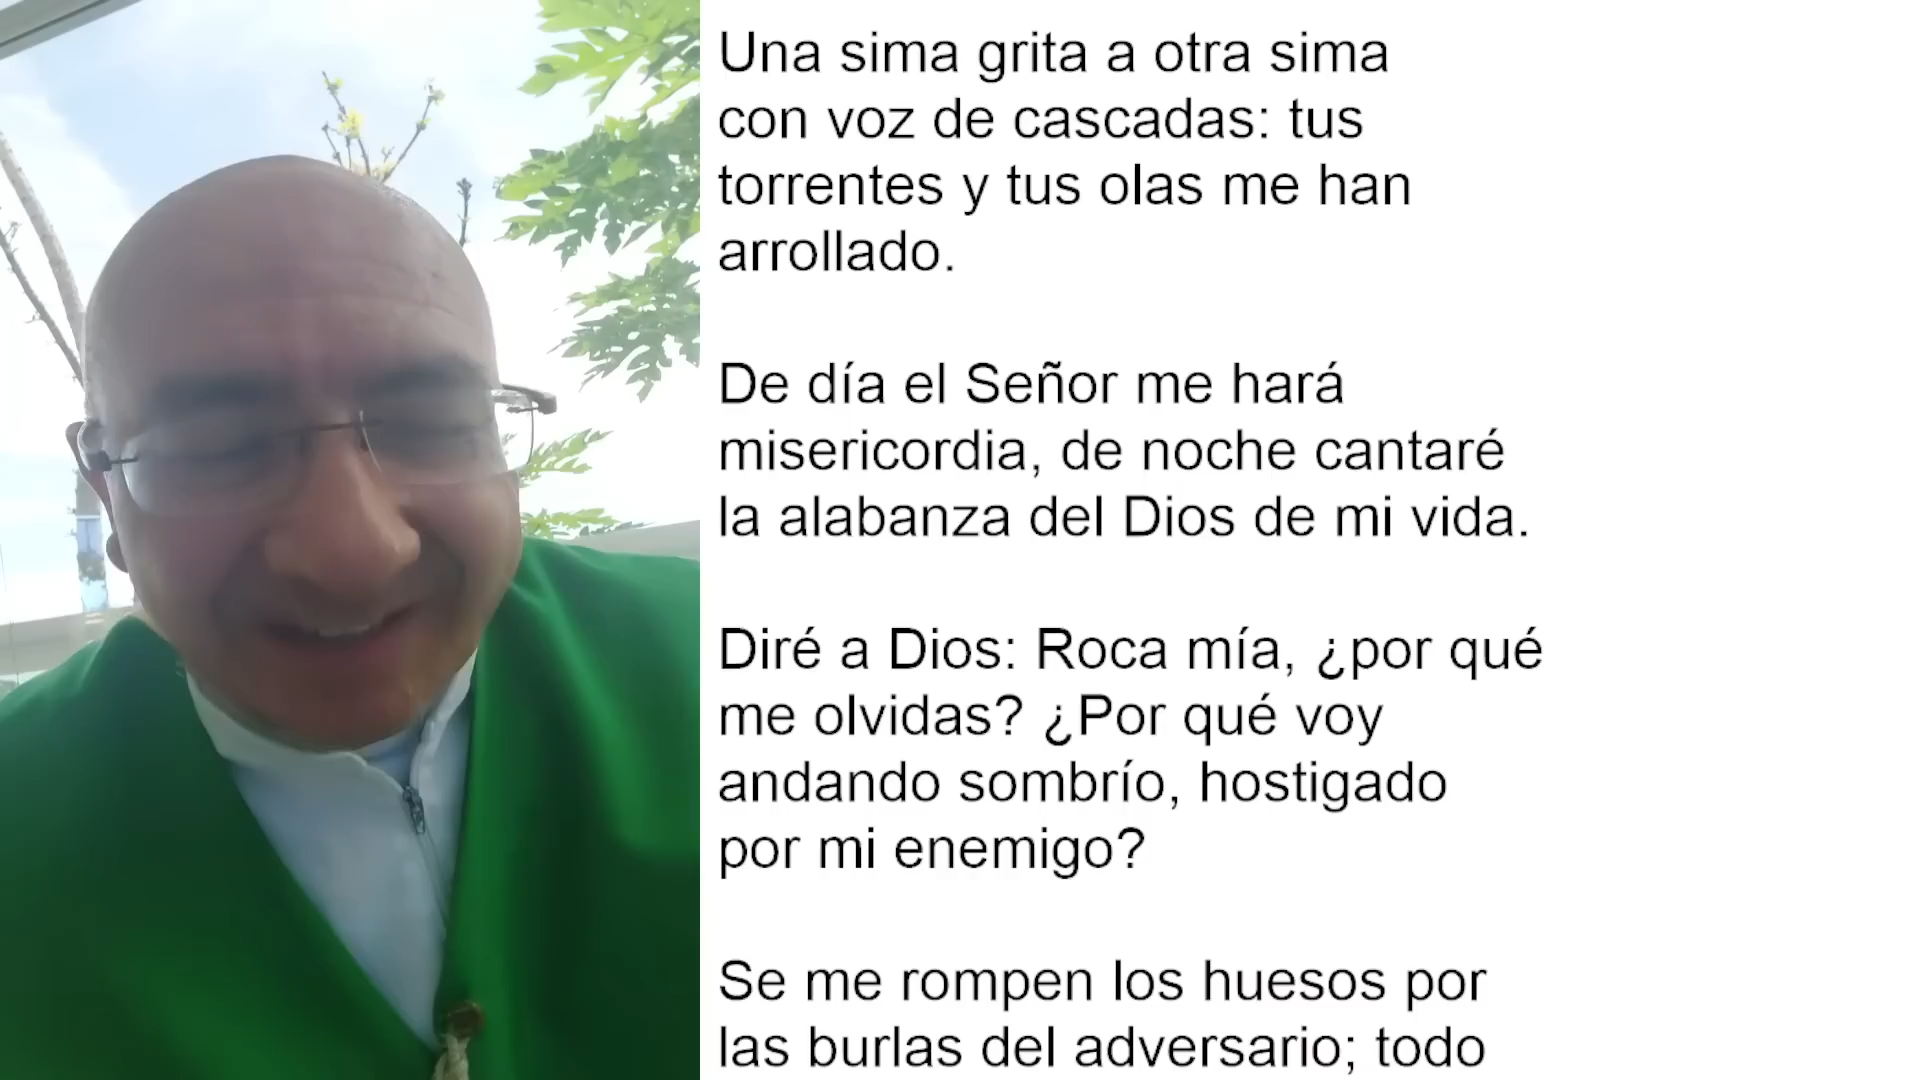 Una sima grita a otra sima
con voz de cascadas: tus
torrentes y tus olas me han
arrollado.
De día el Señor me hará
misericordia, de noche cantaré
la alabanza del Dios de mi vida.
Diré a Dios: Roca mía, ¿por qué
me olvidas? ¿Por qué voy
andando sombrío, hostigado
por mi enemigo?
Se me rompen los huesos por
las burlas del adversario; todo